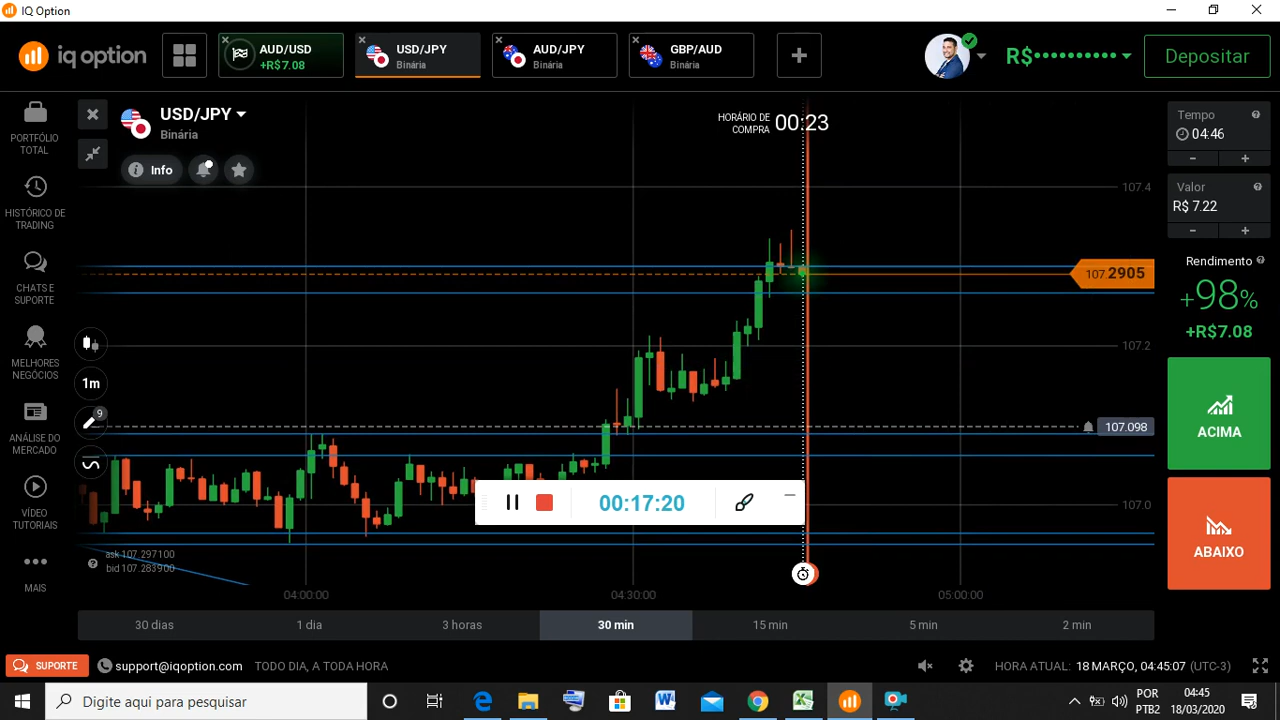 IQ Option
iq option
AUD/USD
+R$7.08
USD/JPY
Binária
AUD/JPY
Binária
GBP/AUD
Binária
R$••••••••••
Depositar
PORTFÓLIO
TOTAL
HISTÓRICO DE
TRADING
CHATS E
SUPORTE
MELHORES
NEGÓCIOS
ANÁLISE DO
MERCADO
VÍDEO
TUTORIAIS
MAIS
USD/JPY
Binária
Info
1m
9
HORÁRIO DE
COMPRA
00:23
107.4
107 2905
107.2
107.098
107.0
ask 107.297100
bid 107.283900
00:17:20
04:00:00
04:30:00
05:00:00
30 dias
1 dia
3 horas
30 min
15 min
5 min
2 min
Tempo
04:46
Valor
R$ 7.22
Rendimento
+98%
+R$7.08
ACIMA
ABAIXO
SUPORTE
support@iqoption.com
TODO DIA, A TODA HORA
HORA ATUAL: 18 MARÇO, 04:45:07 (UTC-3)
Digite aqui para pesquisar
POR
PTB2
04:45
18/03/2020